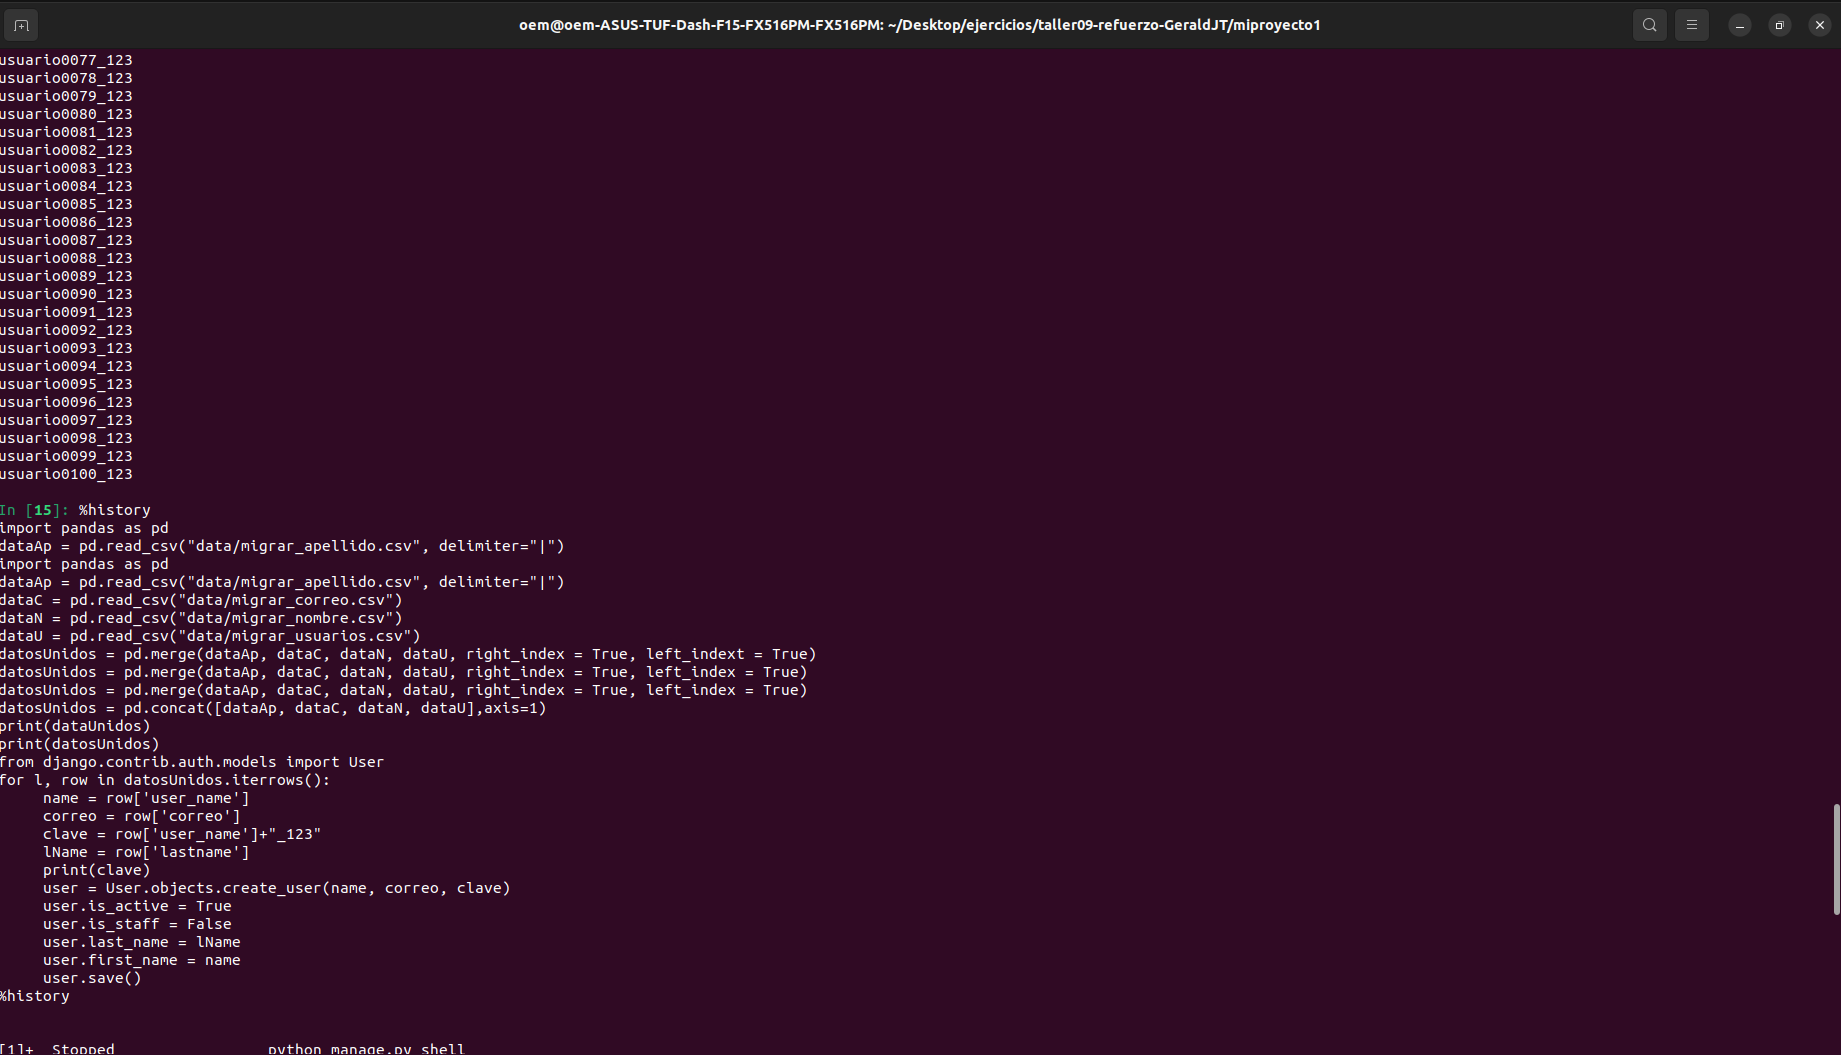 oem@oem-ASUS-TUF-Dash-F15-FX516PM-FX516PM: ~/Desktop/ejercicios/taller09-refuerzo-GeraldJT/miproyecto1
usuario0077_123
usuario0078_123
usuario0079_123
usuario0080_123
usuario0081_123
usuario0082_123
usuario0083_123
usuario0084_123
usuario0085_123
usuario0086_123
usuario0087_123
usuario0088_123
usuario0089_123
usuario0090_123
usuario0091_123
usuario0092_123
usuario0093_123
usuario0094_123
usuario0095_123
usuario0096_123
usuario0097_123
usuario0098_123
usuario0099_123
usuario0100_123
In [15]: %history
import pandas as pd
dataAp = pd.read_csv("data/migrar_apellido.csv", delimiter="|")
import pandas as pd
dataAp = pd.read_csv("data/migrar_apellido.csv", delimiter="|")
dataC = pd.read_csv("data/migrar_correo.csv")
dataN = pd.read_csv("data/migrar_nombre.csv")
dataU = pd.read_csv("data/migrar_usuarios.csv")
datosUnidos = pd.merge(dataAp, dataC, dataN, dataU, right_index = True, left_indext = True)
datosUnidos = pd.merge(dataAp, dataC, dataN, dataU, right_index = True, left_index = True)
datosUnidos = pd.merge(dataAp, dataC, dataN, dataU, right_index = True, left_index = True)
datosUnidos = pd.concat([dataAp, dataC, dataN, dataU],axis=1)
print(dataUnidos)
print(datosUnidos)
from django.contrib.auth.models import User
for l, row in datosUnidos.iterrows():
     name = row['user_name']
     correo = row['correo']
     clave = row['user_name']+"_123"
     lName = row['lastname']
     print(clave)
     user = User.objects.create_user(name, correo, clave)
     user.is_active = True
     user.is_staff = False
     user.last_name = lName
     user.first_name = name
     user.save()
%history
[1]+  Stopped                 python manage.py shell